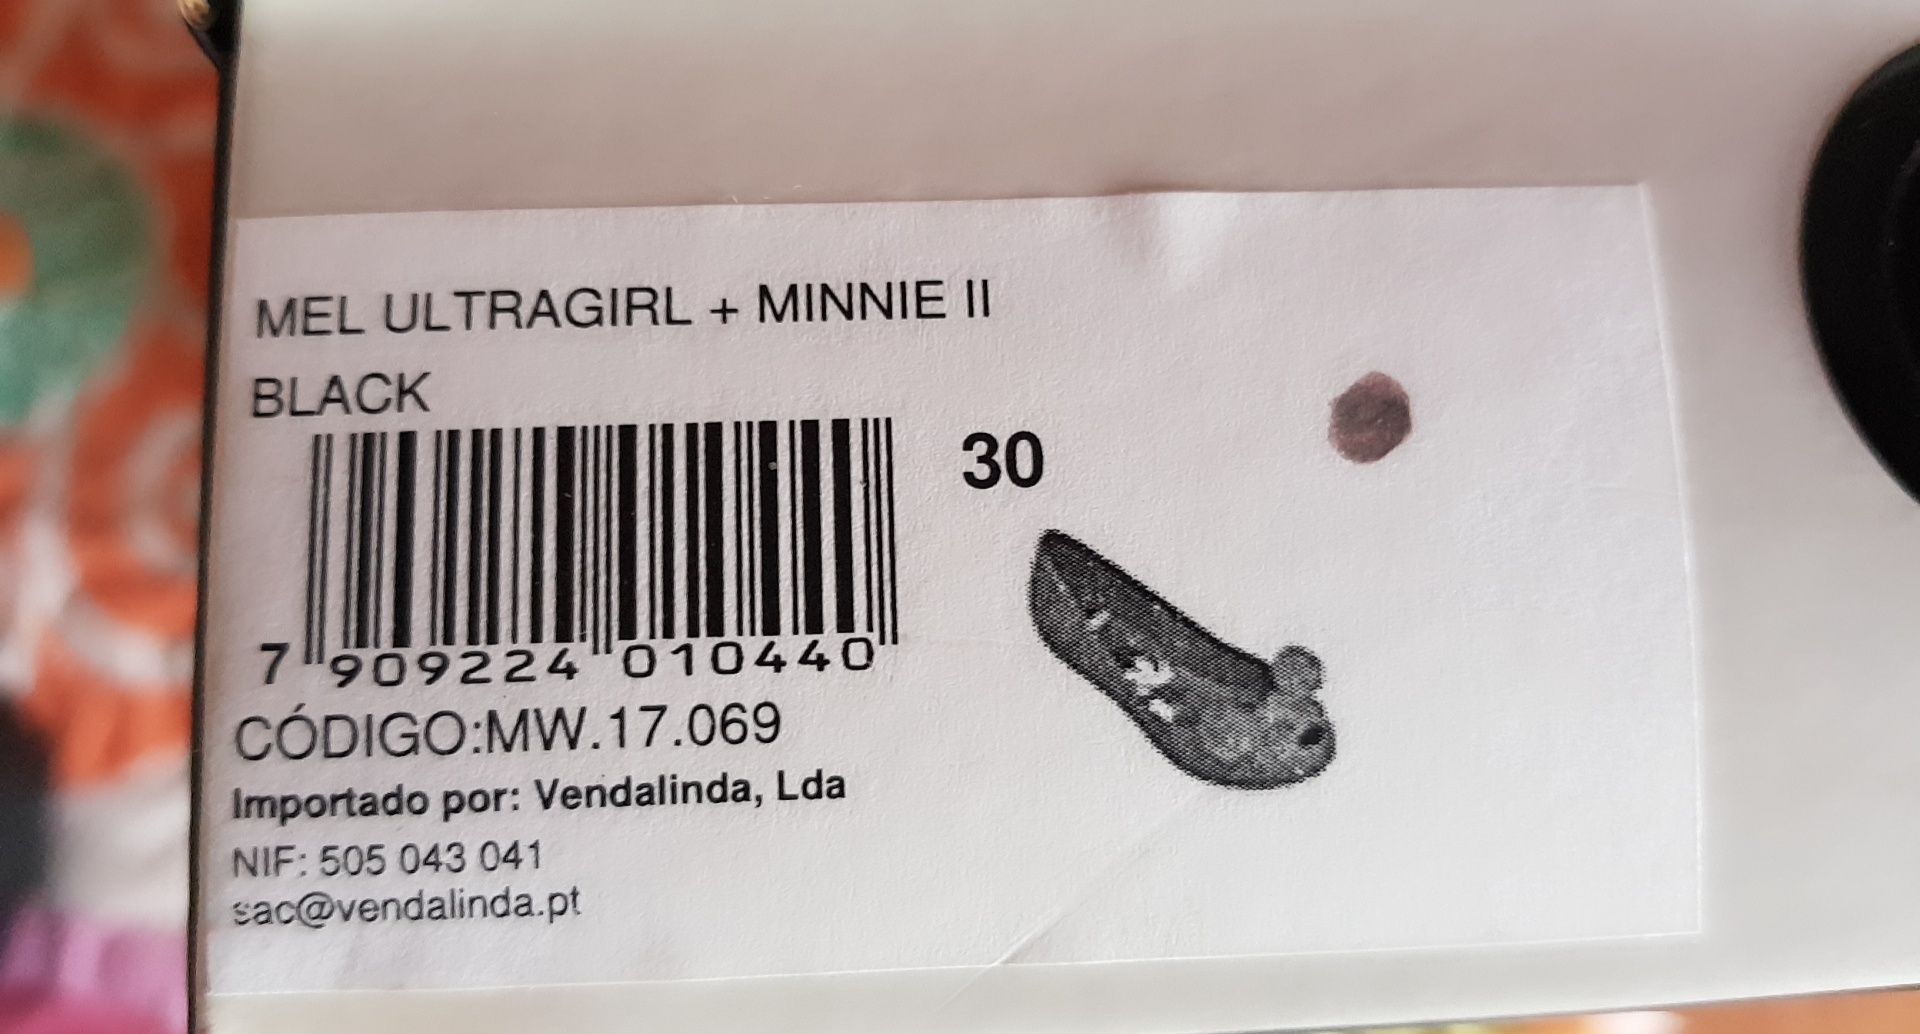 MEL ULTRAGIRL + MINNIE II
BLACK
30
7 909224 010440
CÓDIGO:MW.17.069
Importado por: Vendalinda, Lda
NIF: 505 043 041
sac@vendalinda.pt